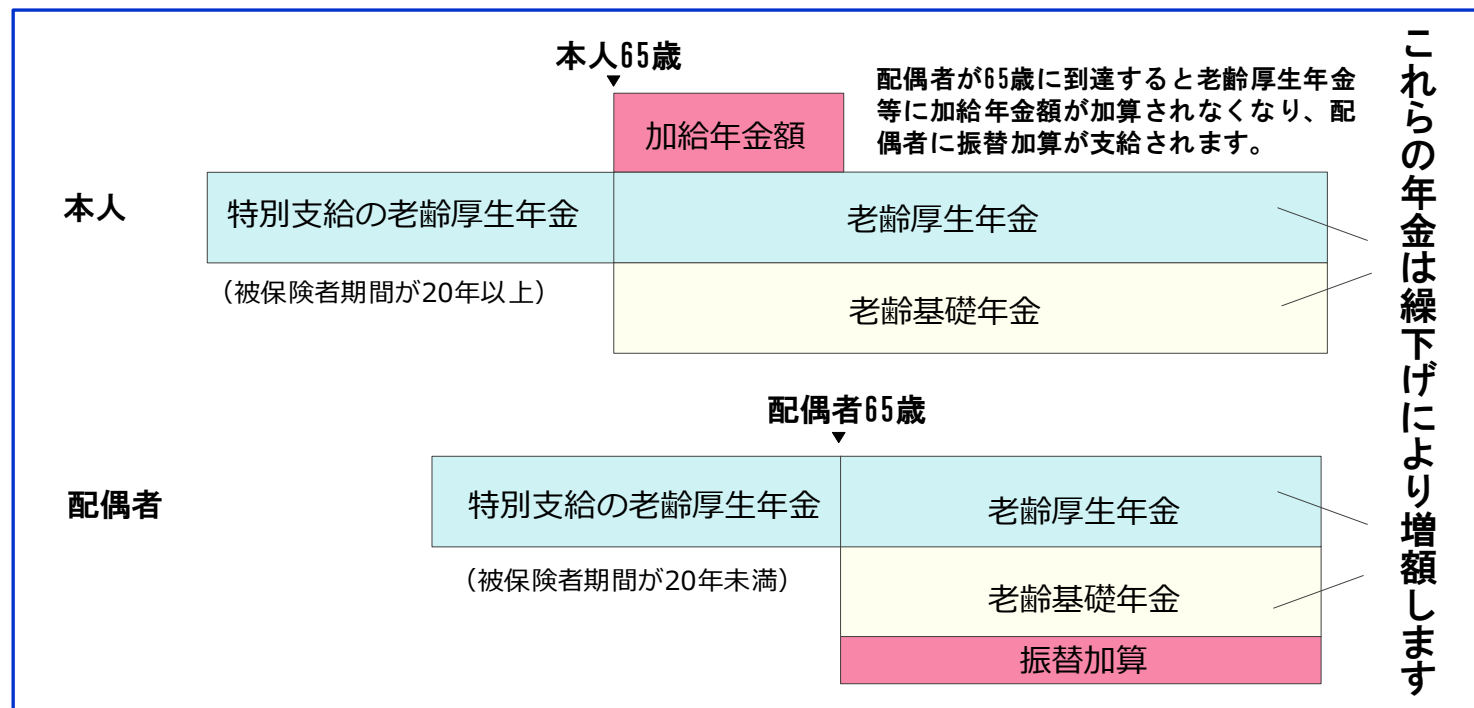 本人65歳
配偶者が65歳に到達すると老齢厚生年金
等に加給年金額が加算されなくなり、配
偶者に振替加算が支給されます。
加給年金額
本人
特別支給の老齢厚生年金
老齢厚生年金
（被保険者期間が20年以上）
老齢基礎年金
配偶者65歳
配偶者
特別支給の老齢厚生年金
老齢厚生年金
（被保険者期間が20年未満）
老齢基礎年金
振替加算
これらの年金は繰下げにより増額します